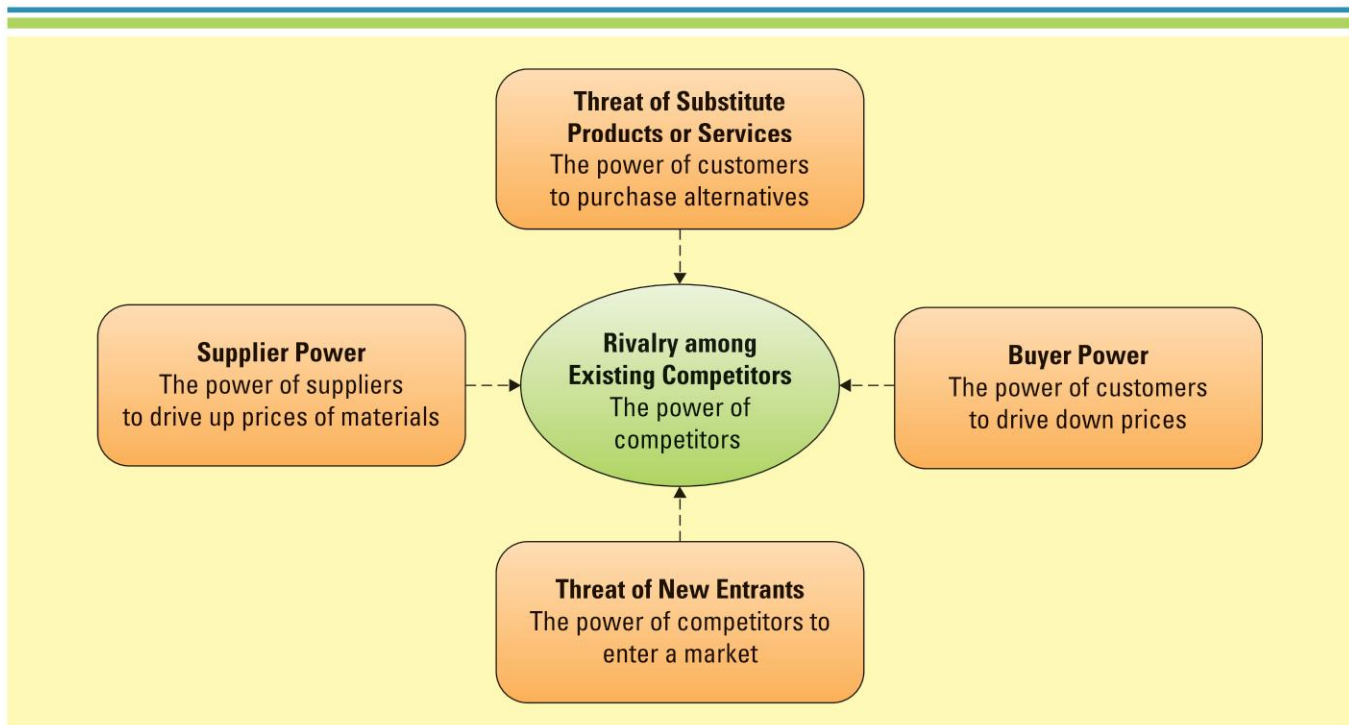 Threat of Substitute
Products or Services
The power of customers
to purchase alternatives
Supplier Power
The power of suppliers
to drive up prices of materials
Rivalry among
Existing Competitors
The power of
competitors
Buyer Power
The power of customers
to drive down prices
Threat of New Entrants
The power of competitors to
enter a market